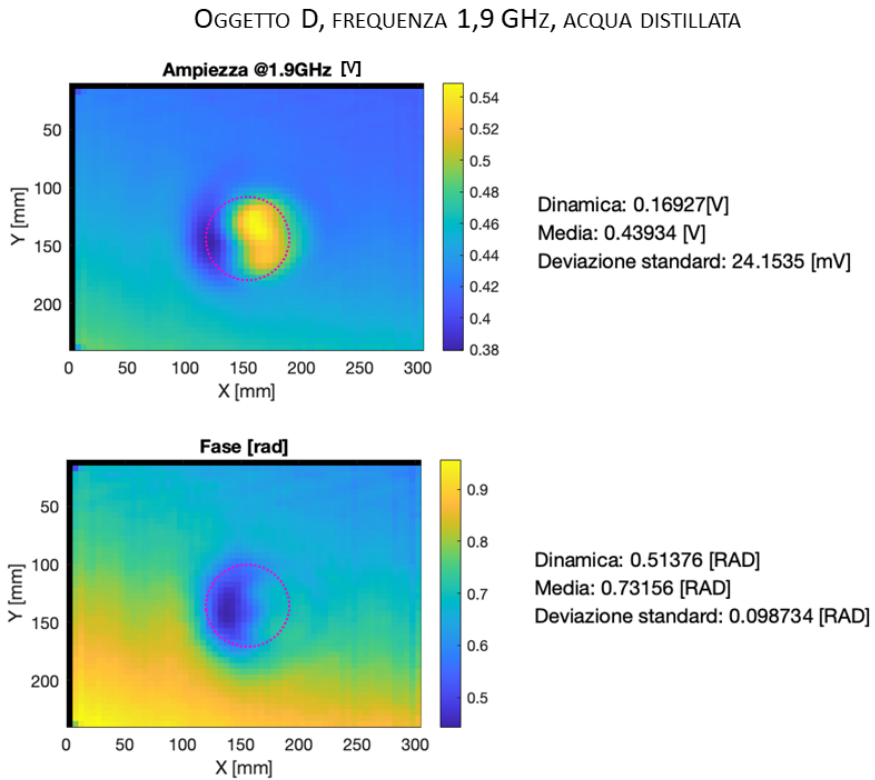 OGGETTO D, FREQUENZA 1,9 GHZ, ACQUA DISTILLATA
Ampiezza @1.9GHz [V]
50
100
150
200
Y [mm]
0 50 100 150 200 250 300
X [mm]
0.54
0.52
0.5
0.48
0.46
0.44
0.42
0.4
0.38
Dinamica: 0.16927[V]
Media: 0.43934 [V]
Deviazione standard: 24.1535 [mV]
Fase [rad]
50
100
150
200
Y [mm]
0 50 100 150 200 250 300
X [mm]
0.9
0.8
0.7
0.6
0.5
Dinamica: 0.51376 [RAD]
Media: 0.73156 [RAD]
Deviazione standard: 0.098734 [RAD]